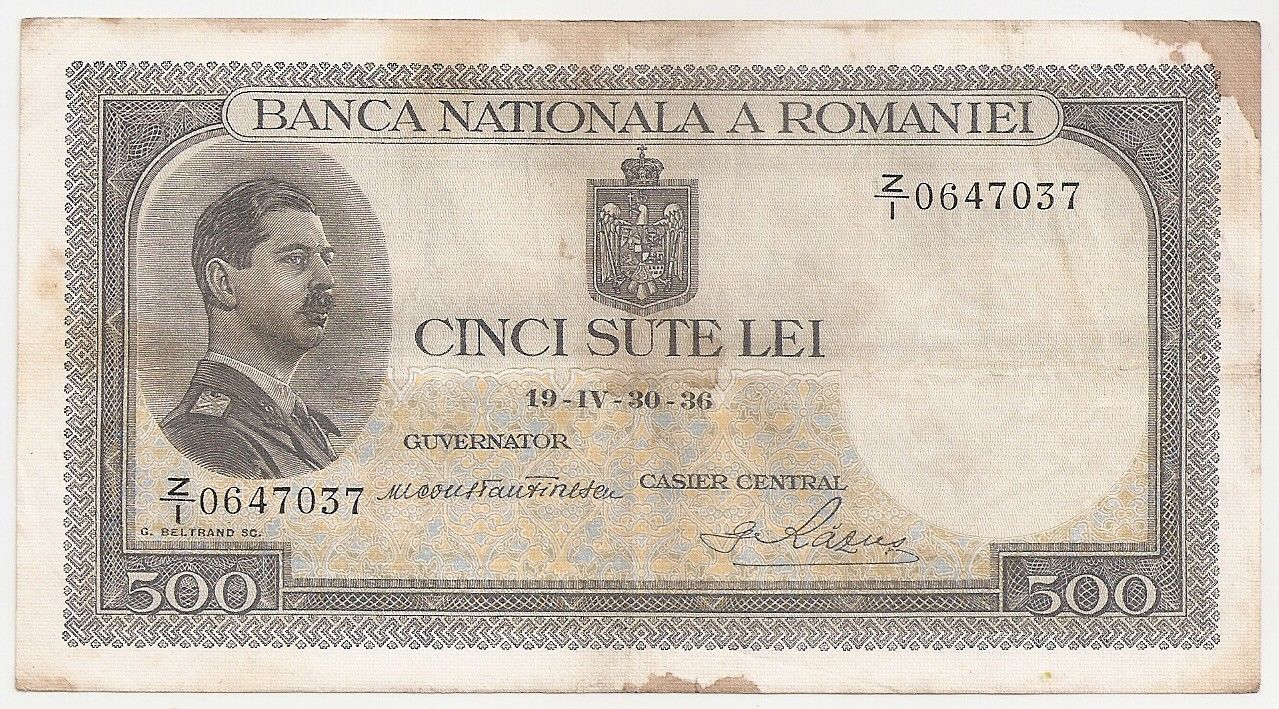 BANCA NATIONALA A ROMANIEI
Z/I 0647037
CINCI SUTE LEI
19-IV-30-36
GUVERNATOR
MConstantinescu
CASIER CENTRAL
Z/I 0647037
G. BELTRAND SC.
500
500